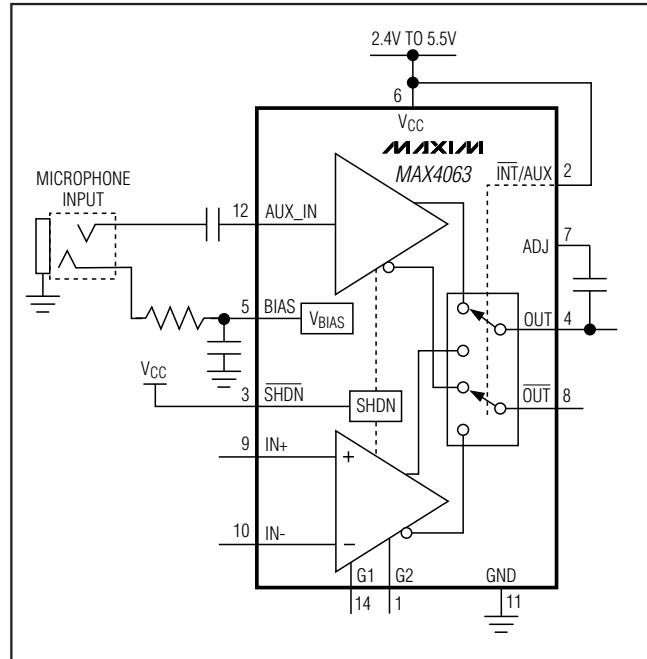 2.4V TO 5.5V
6
VCC
MAXIM
MAX4063
INT/AUX
2
MICROPHONE
INPUT
12
AUX_IN
ADJ
7
5
BIAS
VBIAS
OUT
4
VCC
3
SHDN
SHDN
OUT
8
9
IN+
+
10
IN-
−
G1
G2
GND
14
1
11